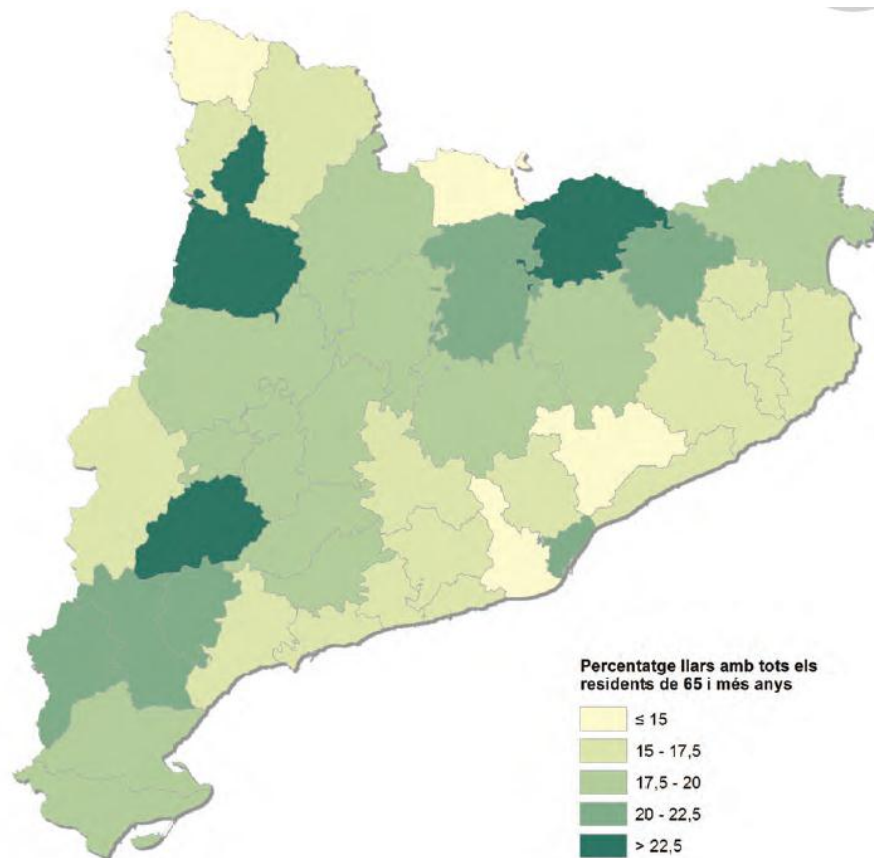 Percentatge llars amb tots els
residents de 65 i més anys
≤ 15
15 - 17,5
17,5 - 20
20 - 22,5
> 22,5